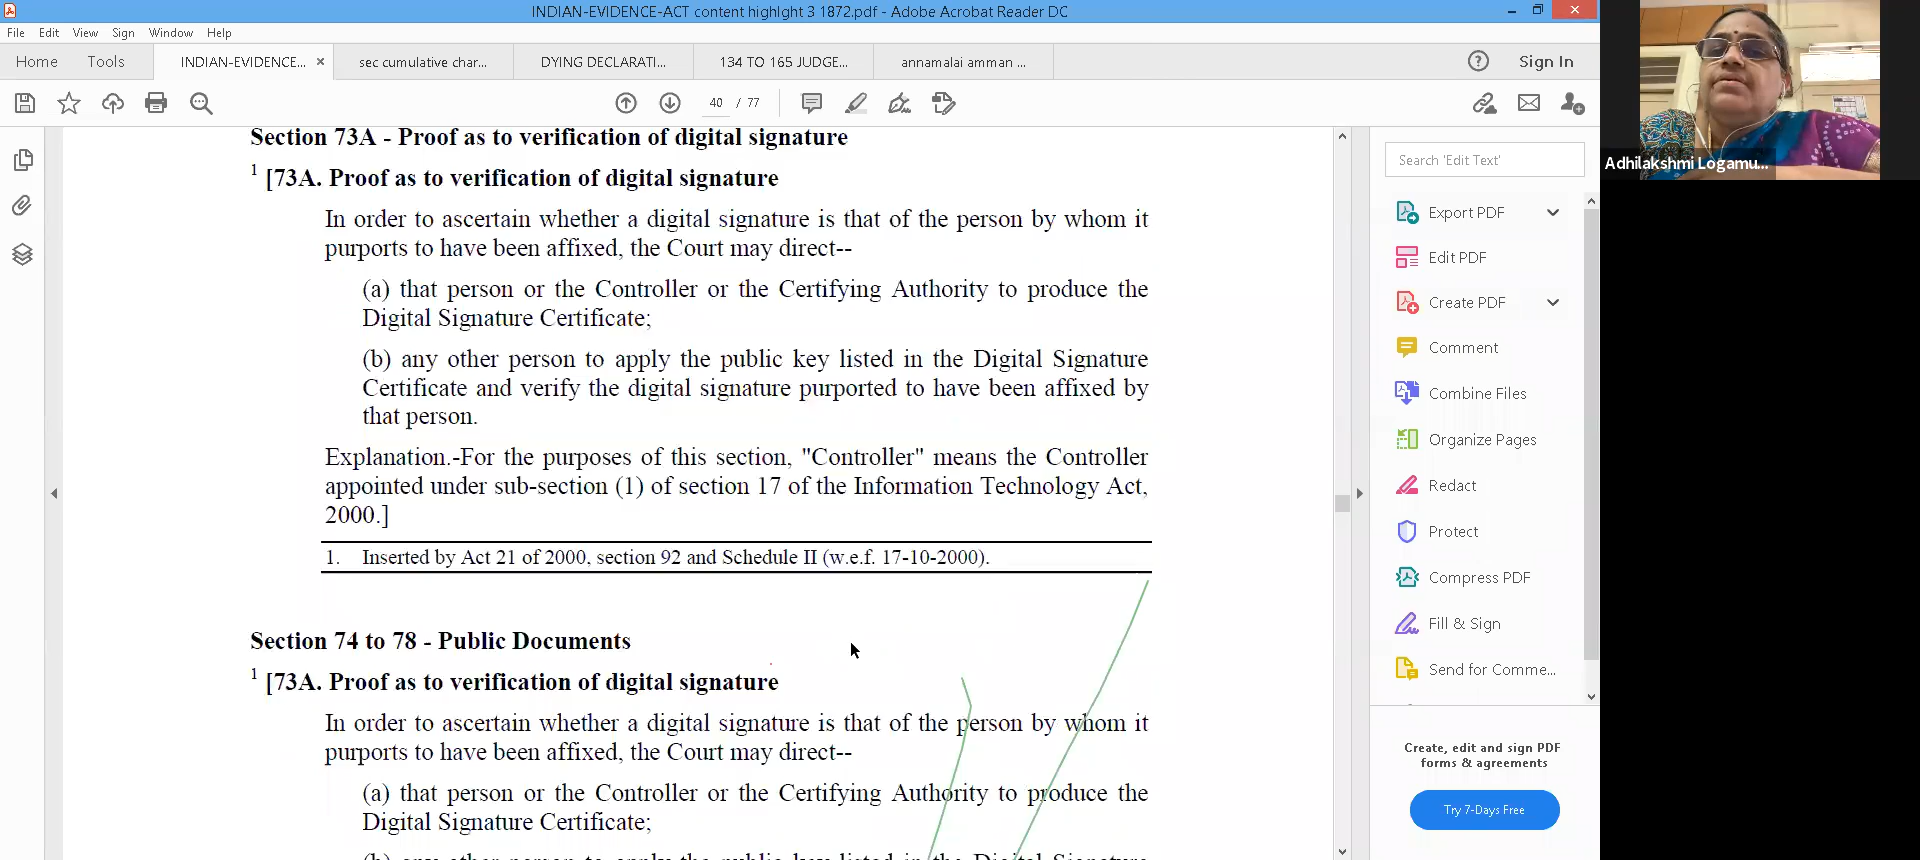 INDIAN-EVIDENCE-ACT content highlght 3 1872.pdf - Adobe Acrobat Reader DC
File Edit View Sign Window Help
Home Tools INDIAN-EVIDENCE... × sec cumulative char... DYING DECLARATI... 134 TO 165 JUDGE... annamalai amman ... Sign In
40 / 77
Section 73A - Proof as to verification of digital signature
1 [73A. Proof as to verification of digital signature
In order to ascertain whether a digital signature is that of the person by whom it
purports to have been affixed, the Court may direct--
(a) that person or the Controller or the Certifying Authority to produce the
Digital Signature Certificate;
(b) any other person to apply the public key listed in the Digital Signature
Certificate and verify the digital signature purported to have been affixed by
that person.
Explanation.-For the purposes of this section, "Controller" means the Controller
appointed under sub-section (1) of section 17 of the Information Technology Act,
2000.]
1. Inserted by Act 21 of 2000, section 92 and Schedule II (w.e.f. 17-10-2000).
Section 74 to 78 - Public Documents
1 [73A. Proof as to verification of digital signature
In order to ascertain whether a digital signature is that of the person by whom it
purports to have been affixed, the Court may direct--
(a) that person or the Controller or the Certifying Authority to produce the
Digital Signature Certificate;
(b) any other person to apply the public key listed in the Digital Signature
Search 'Edit Text'
Export PDF
Edit PDF
Create PDF
Comment
Combine Files
Organize Pages
Redact
Protect
Compress PDF
Fill & Sign
Send for Comme...
Create, edit and sign PDF
forms & agreements
Try 7-Days Free
Adhilakshmi Logamu...